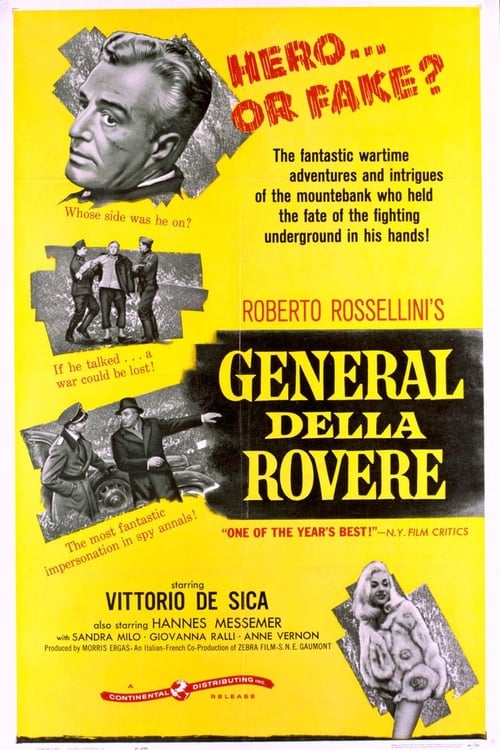 HERO...
OR FAKE?
The fantastic wartime
adventures and intrigues
of the mountebank who held
the fate of the fighting
underground in his hands!
Whose side was he on?
If he talked . . . a
war could be lost!
The most fantastic
impersonation in spy annals!
ROBERTO ROSSELLINI'S
GENERAL
DELLA
ROVERE
"ONE OF THE YEAR'S BEST!"—N.Y. FILM CRITICS
starring
VITTORIO DE SICA
also starring HANNES MESSEMER
with SANDRA MILO · GIOVANNA RALLI · ANNE VERNON
Produced by MORRIS ERGAS-An Italian-French Co-Production of ZEBRA FILM-S.N.E. GAUMONT
A
CONTINENTAL DISTRIBUTING INC.
RELEASE